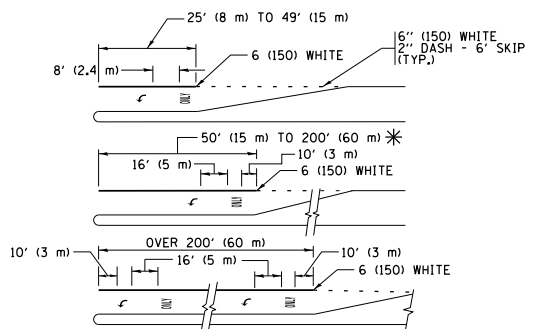 25' (8 m) TO 49' (15 m)
6 (150) WHITE
6'' (150) WHITE
2'' DASH - 6' SKIP
(TYP.)
8' (2.4 m)
ONLY
50' (15 m) TO 200' (60 m) *
10' (3 m)
16' (5 m)
6 (150) WHITE
ONLY
OVER 200' (60 m)
10' (3 m)
16' (5 m)
10' (3 m)
6 (150) WHITE
ONLY
ONLY